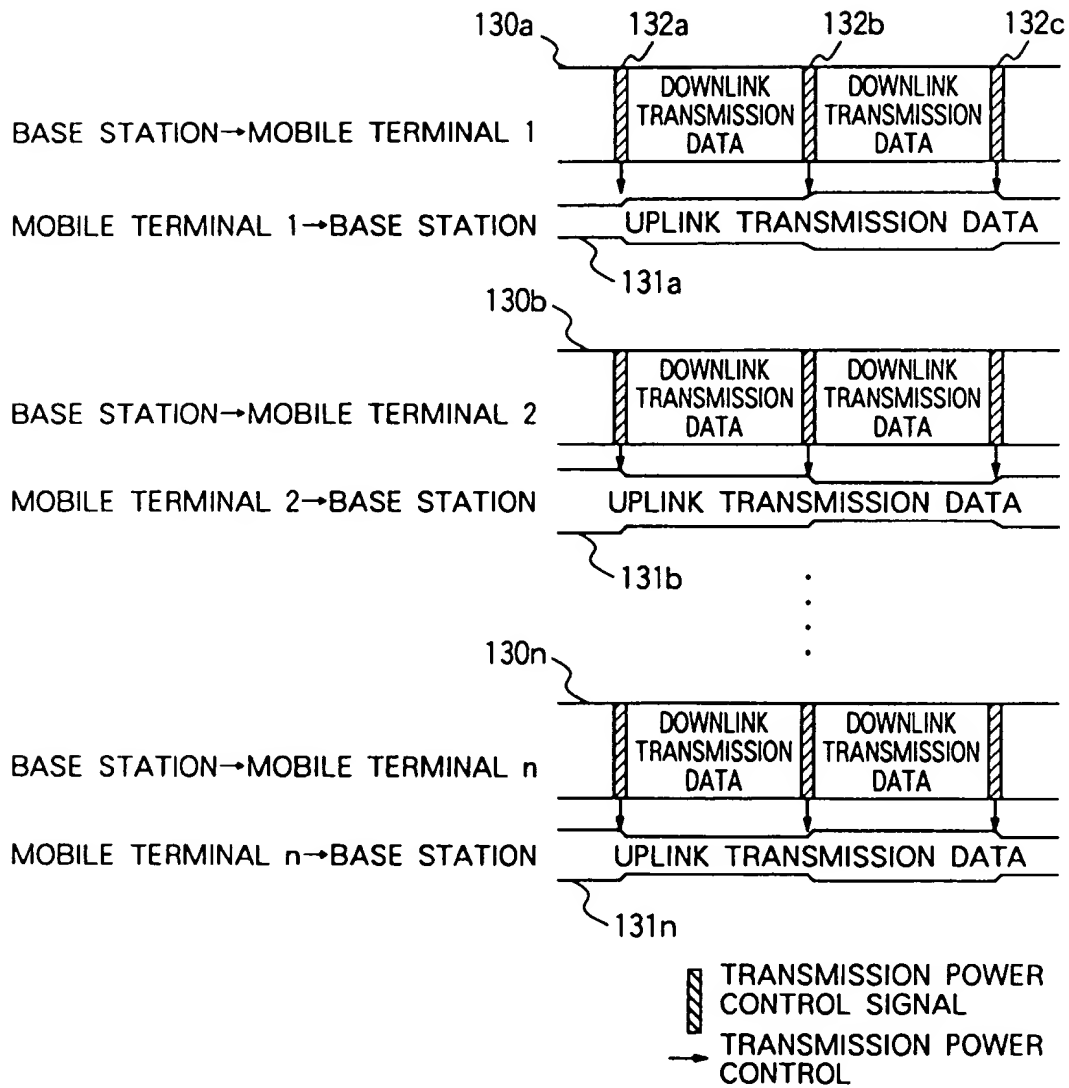 130a
132a
132b
132c
BASE STATION→MOBILE TERMINAL 1
DOWNLINK
TRANSMISSION
DATA
DOWNLINK
TRANSMISSION
DATA
MOBILE TERMINAL 1→BASE STATION
UPLINK TRANSMISSION DATA
131a
130b
BASE STATION→MOBILE TERMINAL 2
DOWNLINK
TRANSMISSION
DATA
DOWNLINK
TRANSMISSION
DATA
MOBILE TERMINAL 2→BASE STATION
UPLINK TRANSMISSION DATA
131b
130n
BASE STATION→MOBILE TERMINAL n
DOWNLINK
TRANSMISSION
DATA
DOWNLINK
TRANSMISSION
DATA
MOBILE TERMINAL n→BASE STATION
UPLINK TRANSMISSION DATA
131n
TRANSMISSION POWER
CONTROL SIGNAL
TRANSMISSION POWER
CONTROL